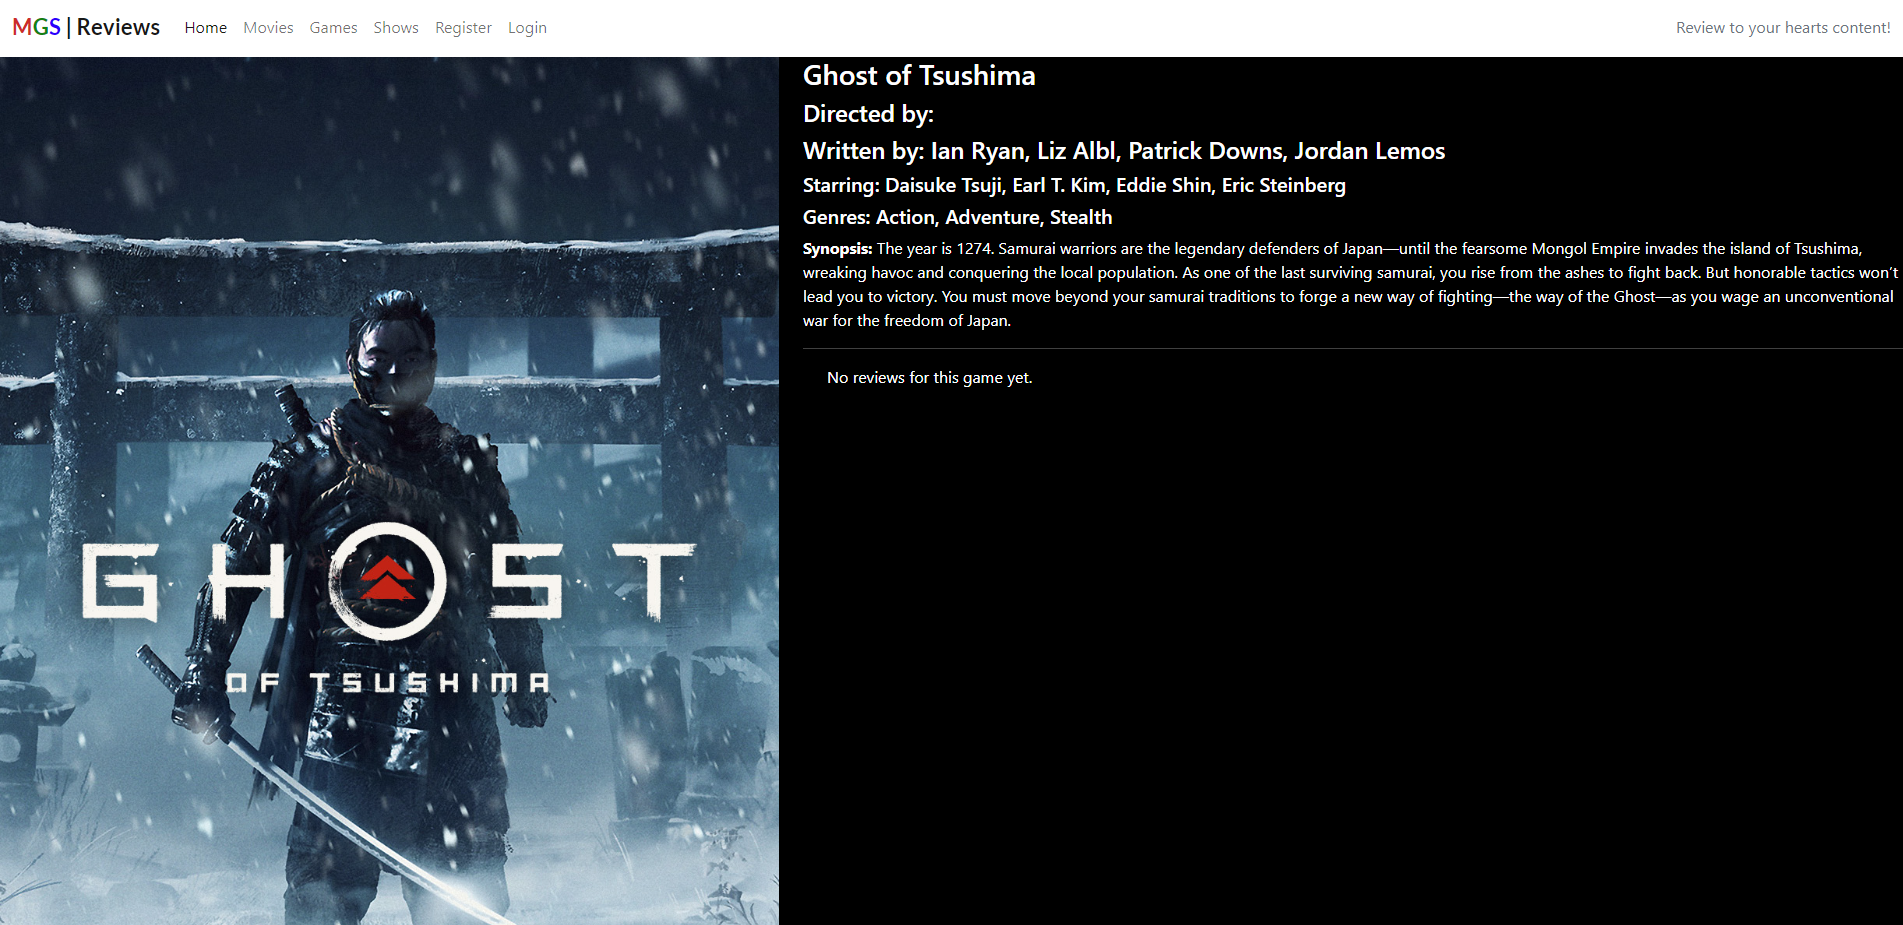 MGS | Reviews Home Movies Games Shows Register Login Review to your hearts content!
Ghost of Tsushima
Directed by:
Written by: Ian Ryan, Liz Albl, Patrick Downs, Jordan Lemos
Starring: Daisuke Tsuji, Earl T. Kim, Eddie Shin, Eric Steinberg
Genres: Action, Adventure, Stealth
Synopsis: The year is 1274. Samurai warriors are the legendary defenders of Japan—until the fearsome Mongol Empire invades the island of Tsushima,
wreaking havoc and conquering the local population. As one of the last surviving samurai, you rise from the ashes to fight back. But honorable tactics won't
lead you to victory. You must move beyond your samurai traditions to forge a new way of fighting—the way of the Ghost—as you wage an unconventional
war for the freedom of Japan.
No reviews for this game yet.
GHOST
OF TSUSHIMA